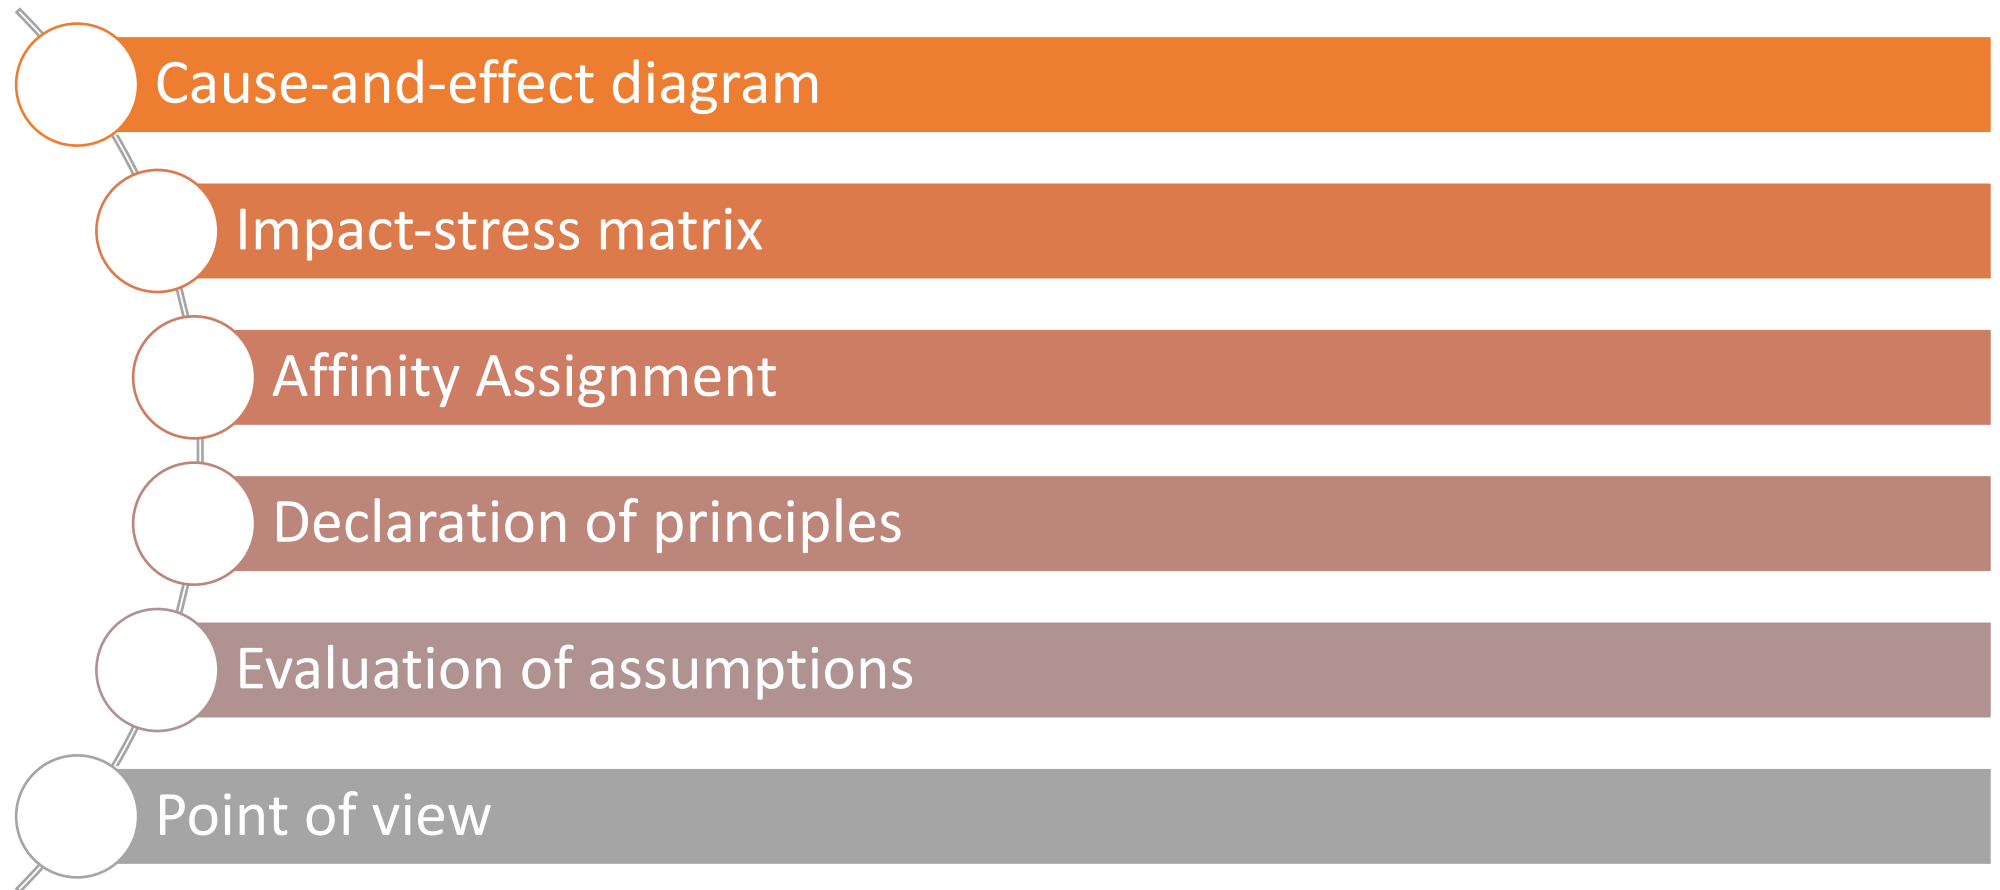 Cause-and-effect diagram
Impact-stress matrix
Affinity Assignment
Declaration of principles
Evaluation of assumptions
Point of view